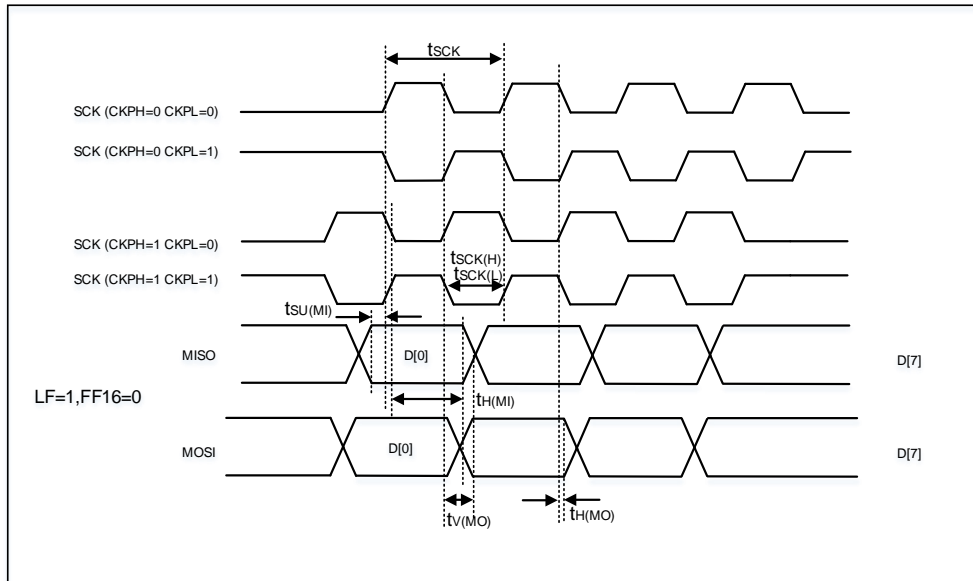 tSCK
SCK (CKPH=0 CKPL=0)
SCK (CKPH=0 CKPL=1)
SCK (CKPH=1 CKPL=0)
tSCK(H)
SCK (CKPH=1 CKPL=1)
tSCK(L)
tSU(MI)
MISO
D[0]
D[7]
LF=1,FF16=0
tH(MI)
MOSI
D[0]
D[7]
tV(MO)
tH(MO)